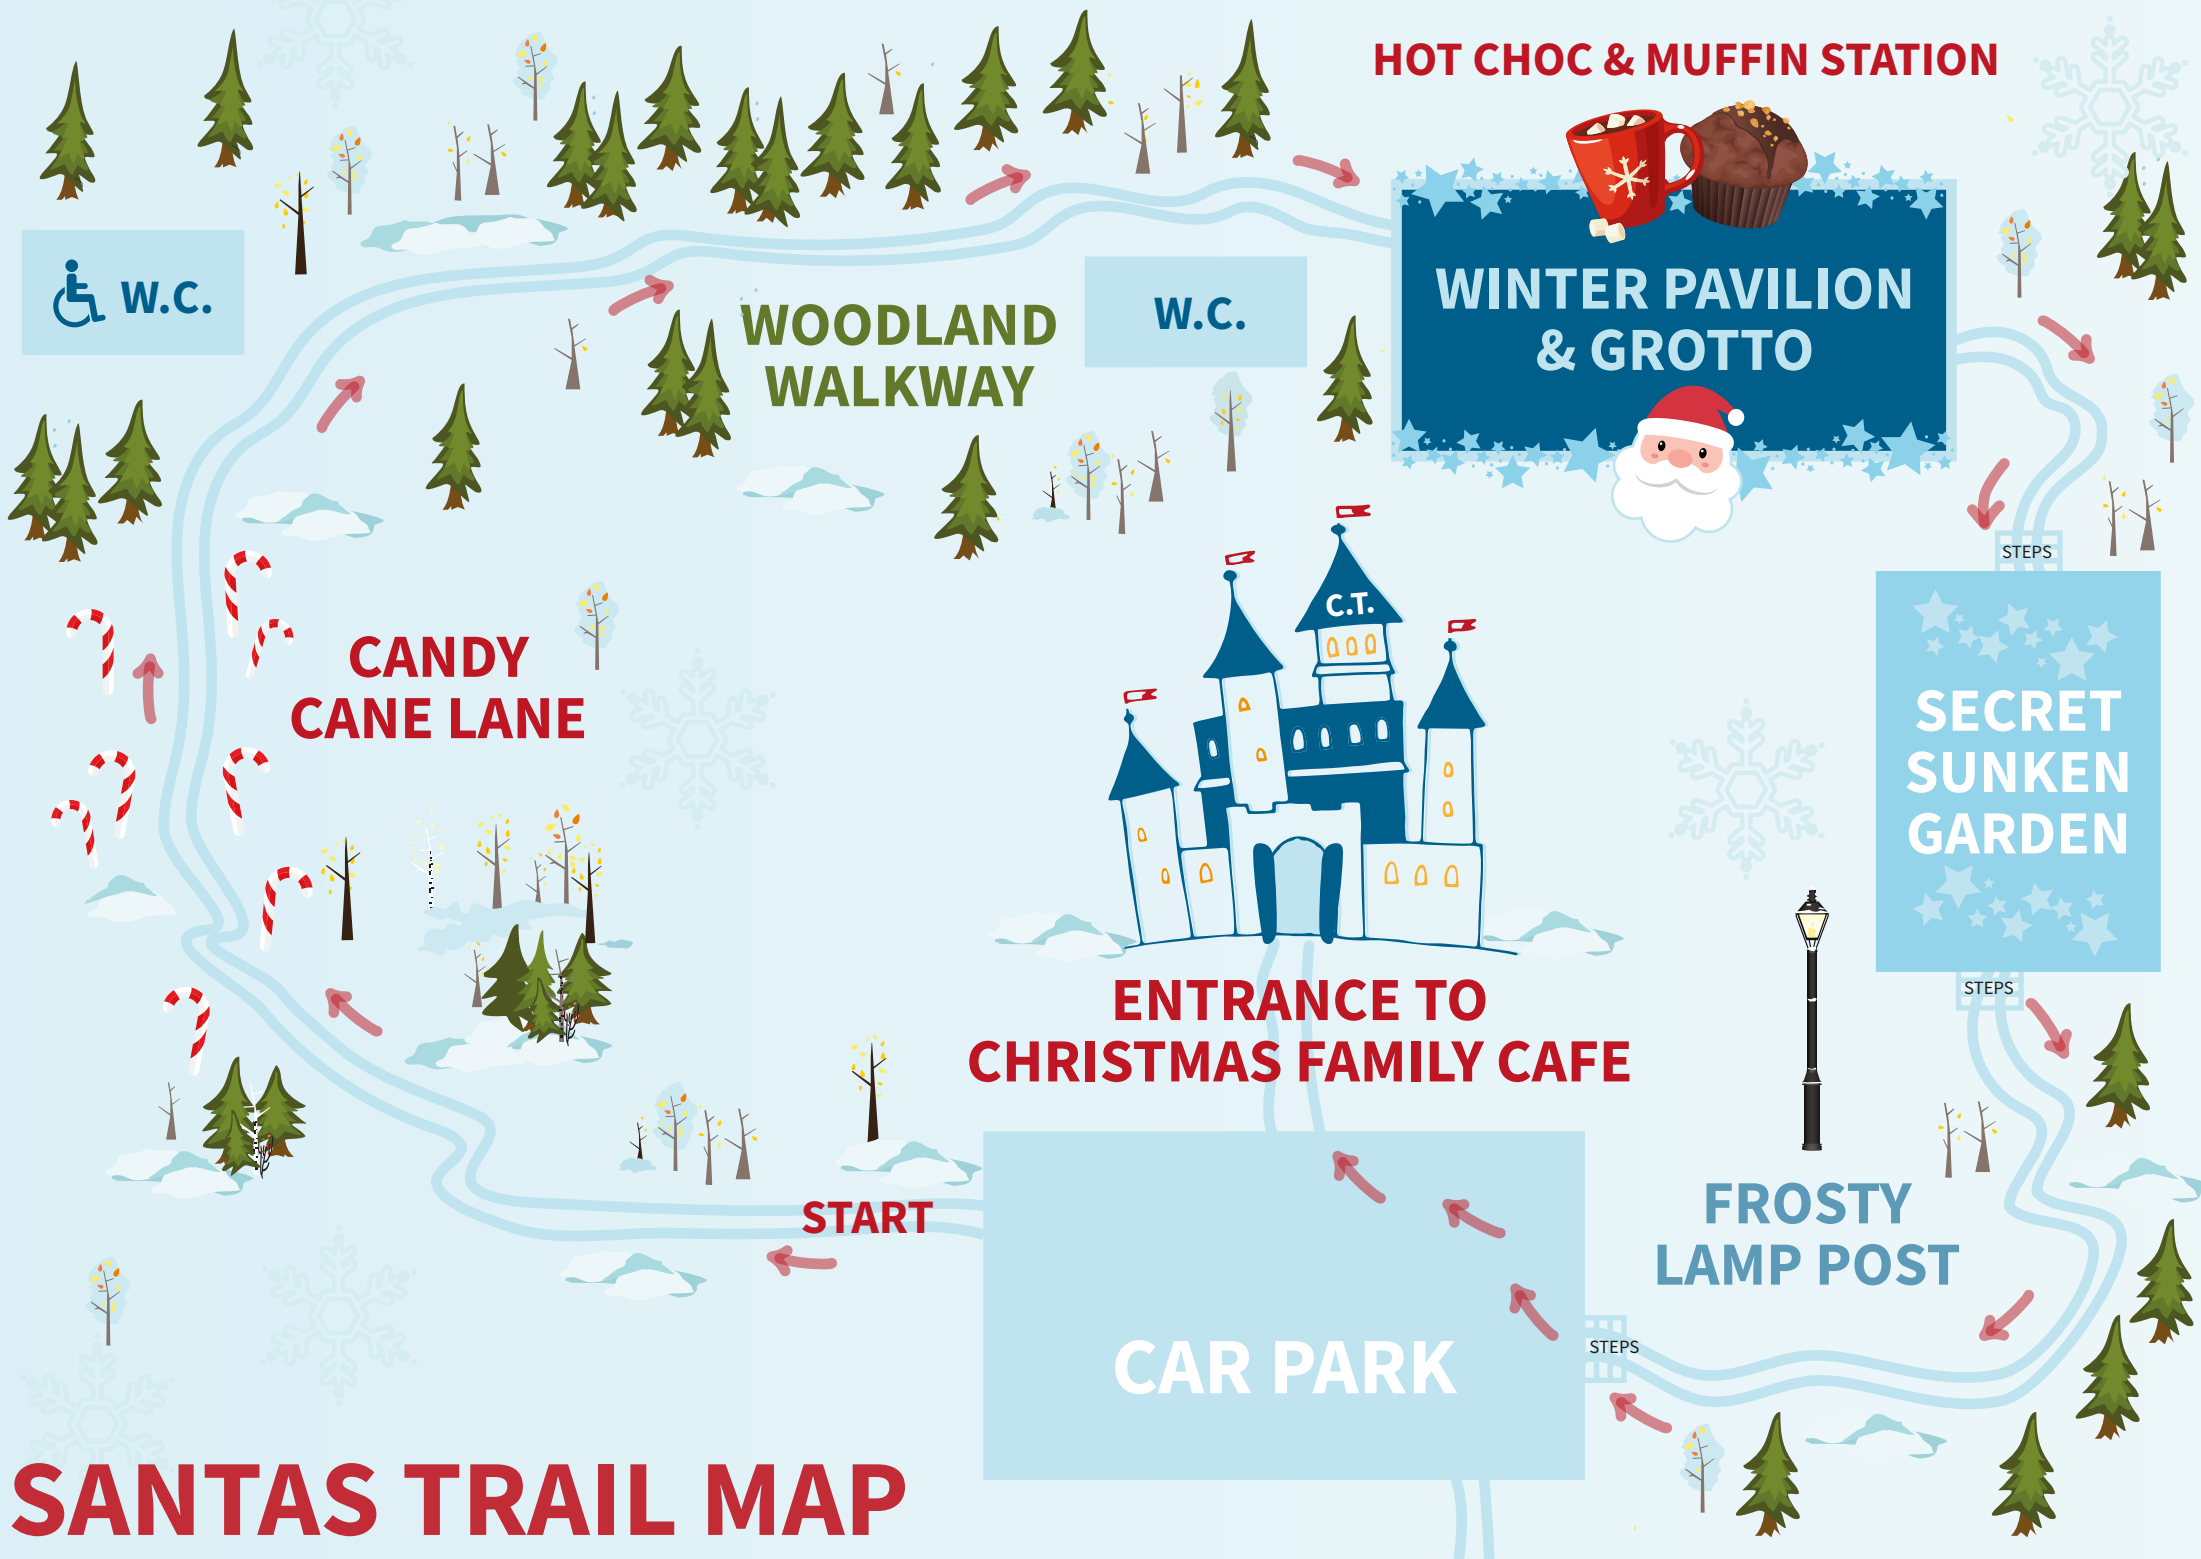 HOT CHOC & MUFFIN STATION
WINTER PAVILION
& GROTTO
W.C.
WOODLAND
WALKWAY
W.C.
STEPS
C.T.
CANDY
CANE LANE
SECRET
SUNKEN
GARDEN
STEPS
ENTRANCE TO
CHRISTMAS FAMILY CAFE
START
FROSTY
LAMP POST
STEPS
CAR PARK
SANTAS TRAIL MAP